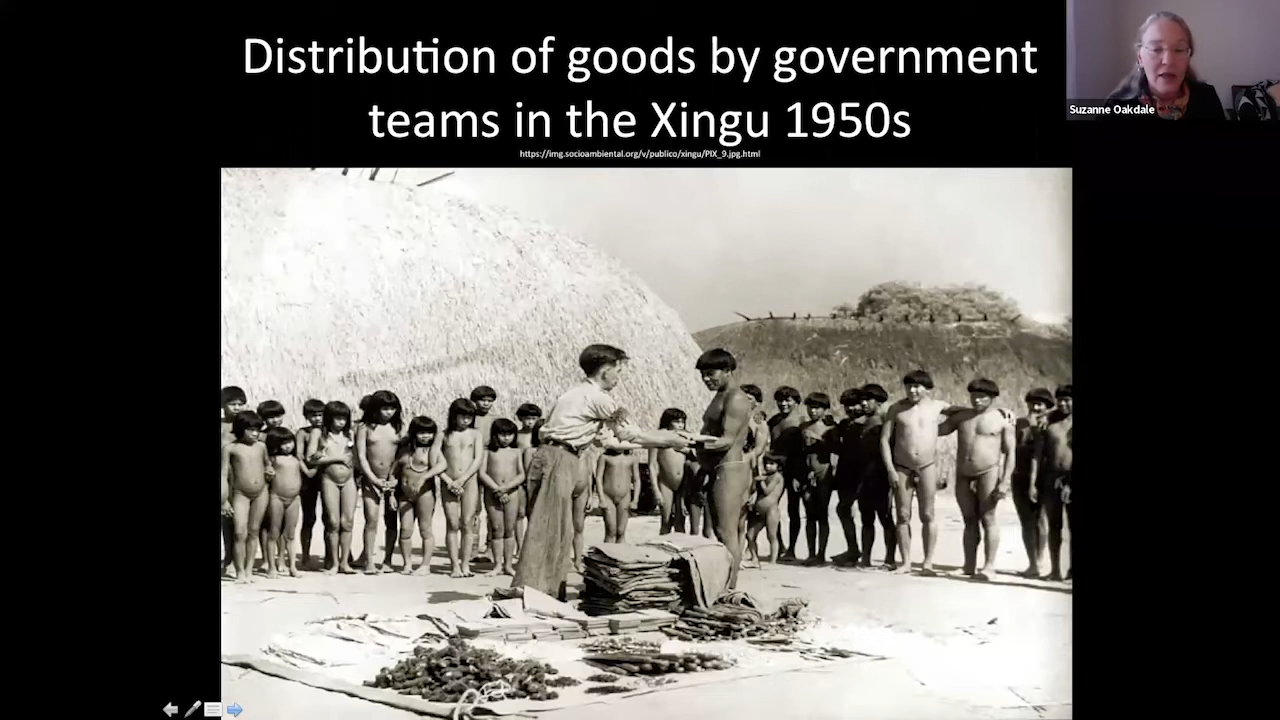 Distribution of goods by government
teams in the Xingu 1950s
https://img.socioambiental.org/v/publico/xingu/PIX_9.jpg.html
Suzanne Oakdale